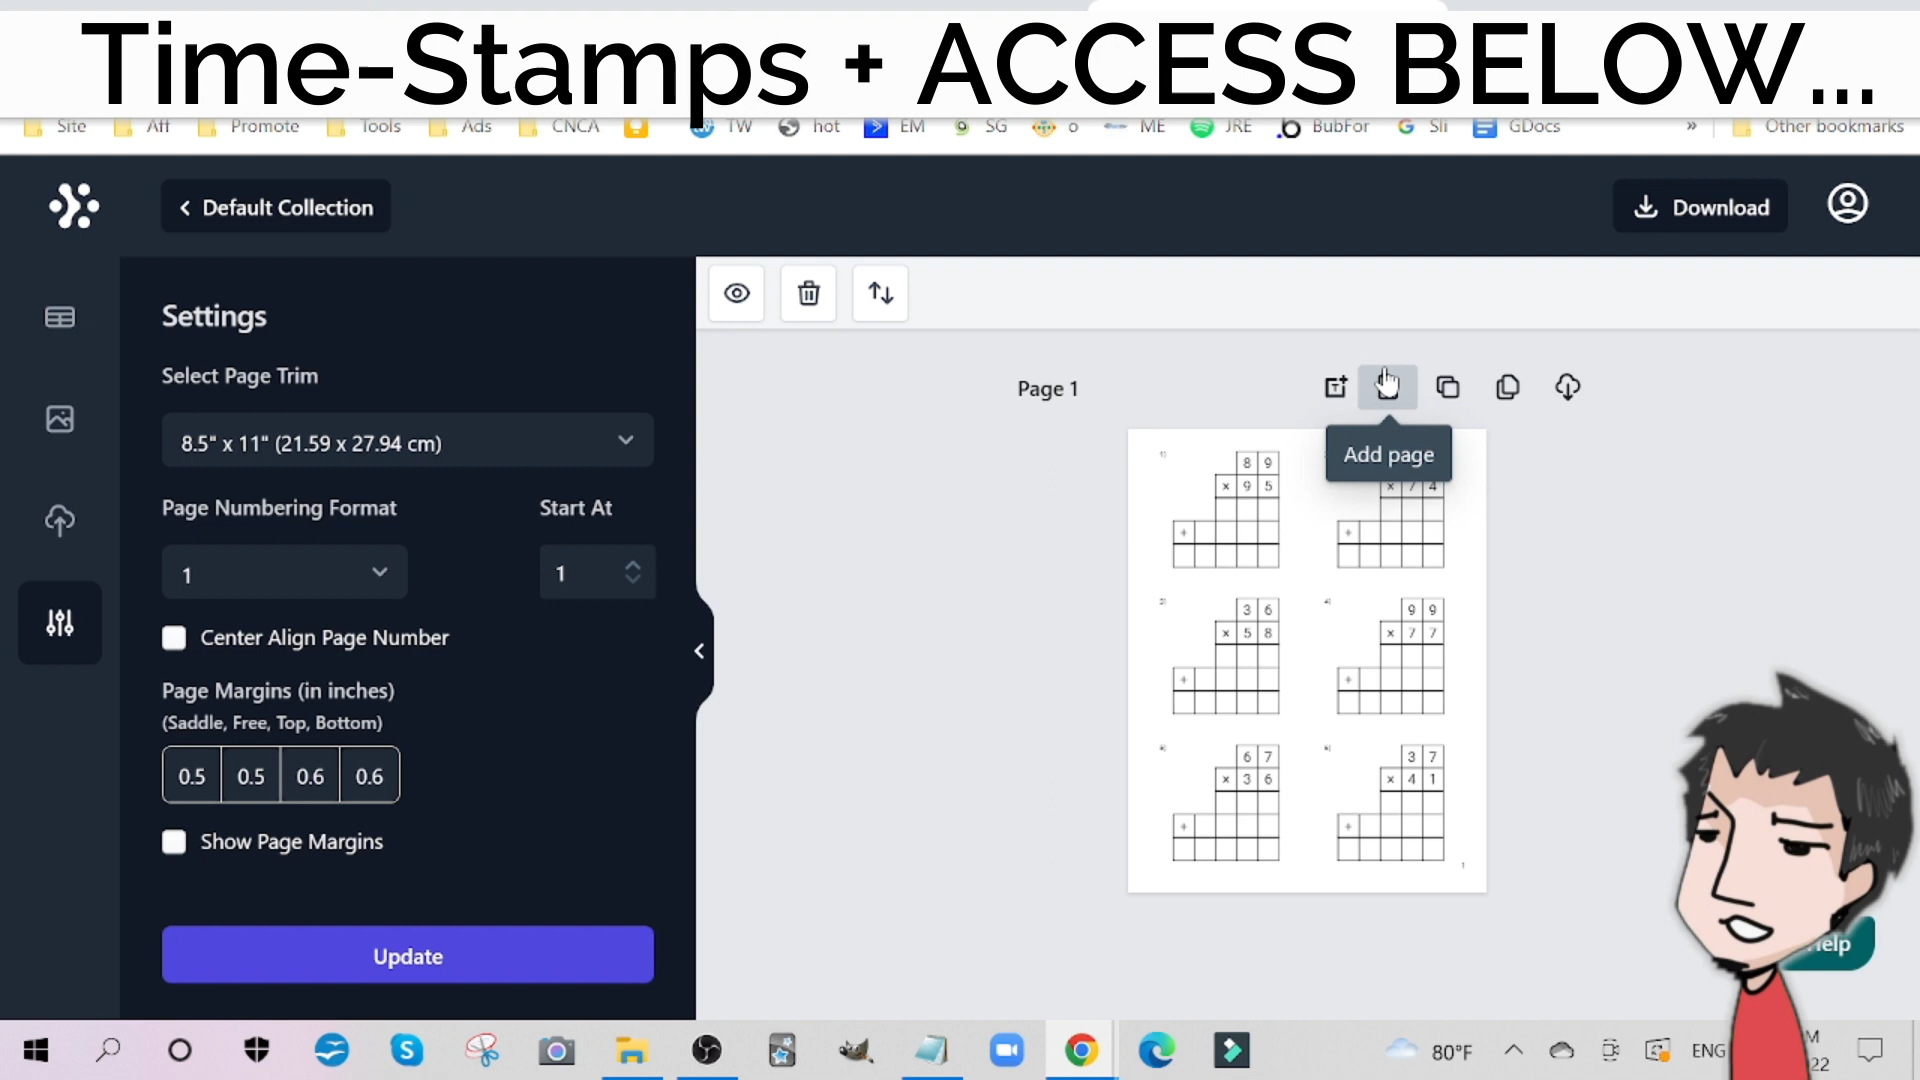 Time-Stamps + ACCESS BELOW...
Site
Aff
Promote
Tools
Ads
CNCA
TW
hot
EM
SG
o
ME
JRE
BubFor
Sli
GDocs
»
Other bookmarks
Default Collection
Download
Settings
Select Page Trim
8.5" x 11" (21.59 x 27.94 cm)
Page Numbering Format
Start At
1
1
Center Align Page Number
Page Margins (in inches)
(Saddle, Free, Top, Bottom)
0.5 0.5 0.6 0.6
Show Page Margins
Update
Page 1
Add page
1)
8 9
x 9 5
+
x 7 4
+
3)
3 6
x 5 8
+
4)
9 9
x 7 7
+
6 7
x 3 6
+
3 7
x 4 1
+
1
80°F
ENG